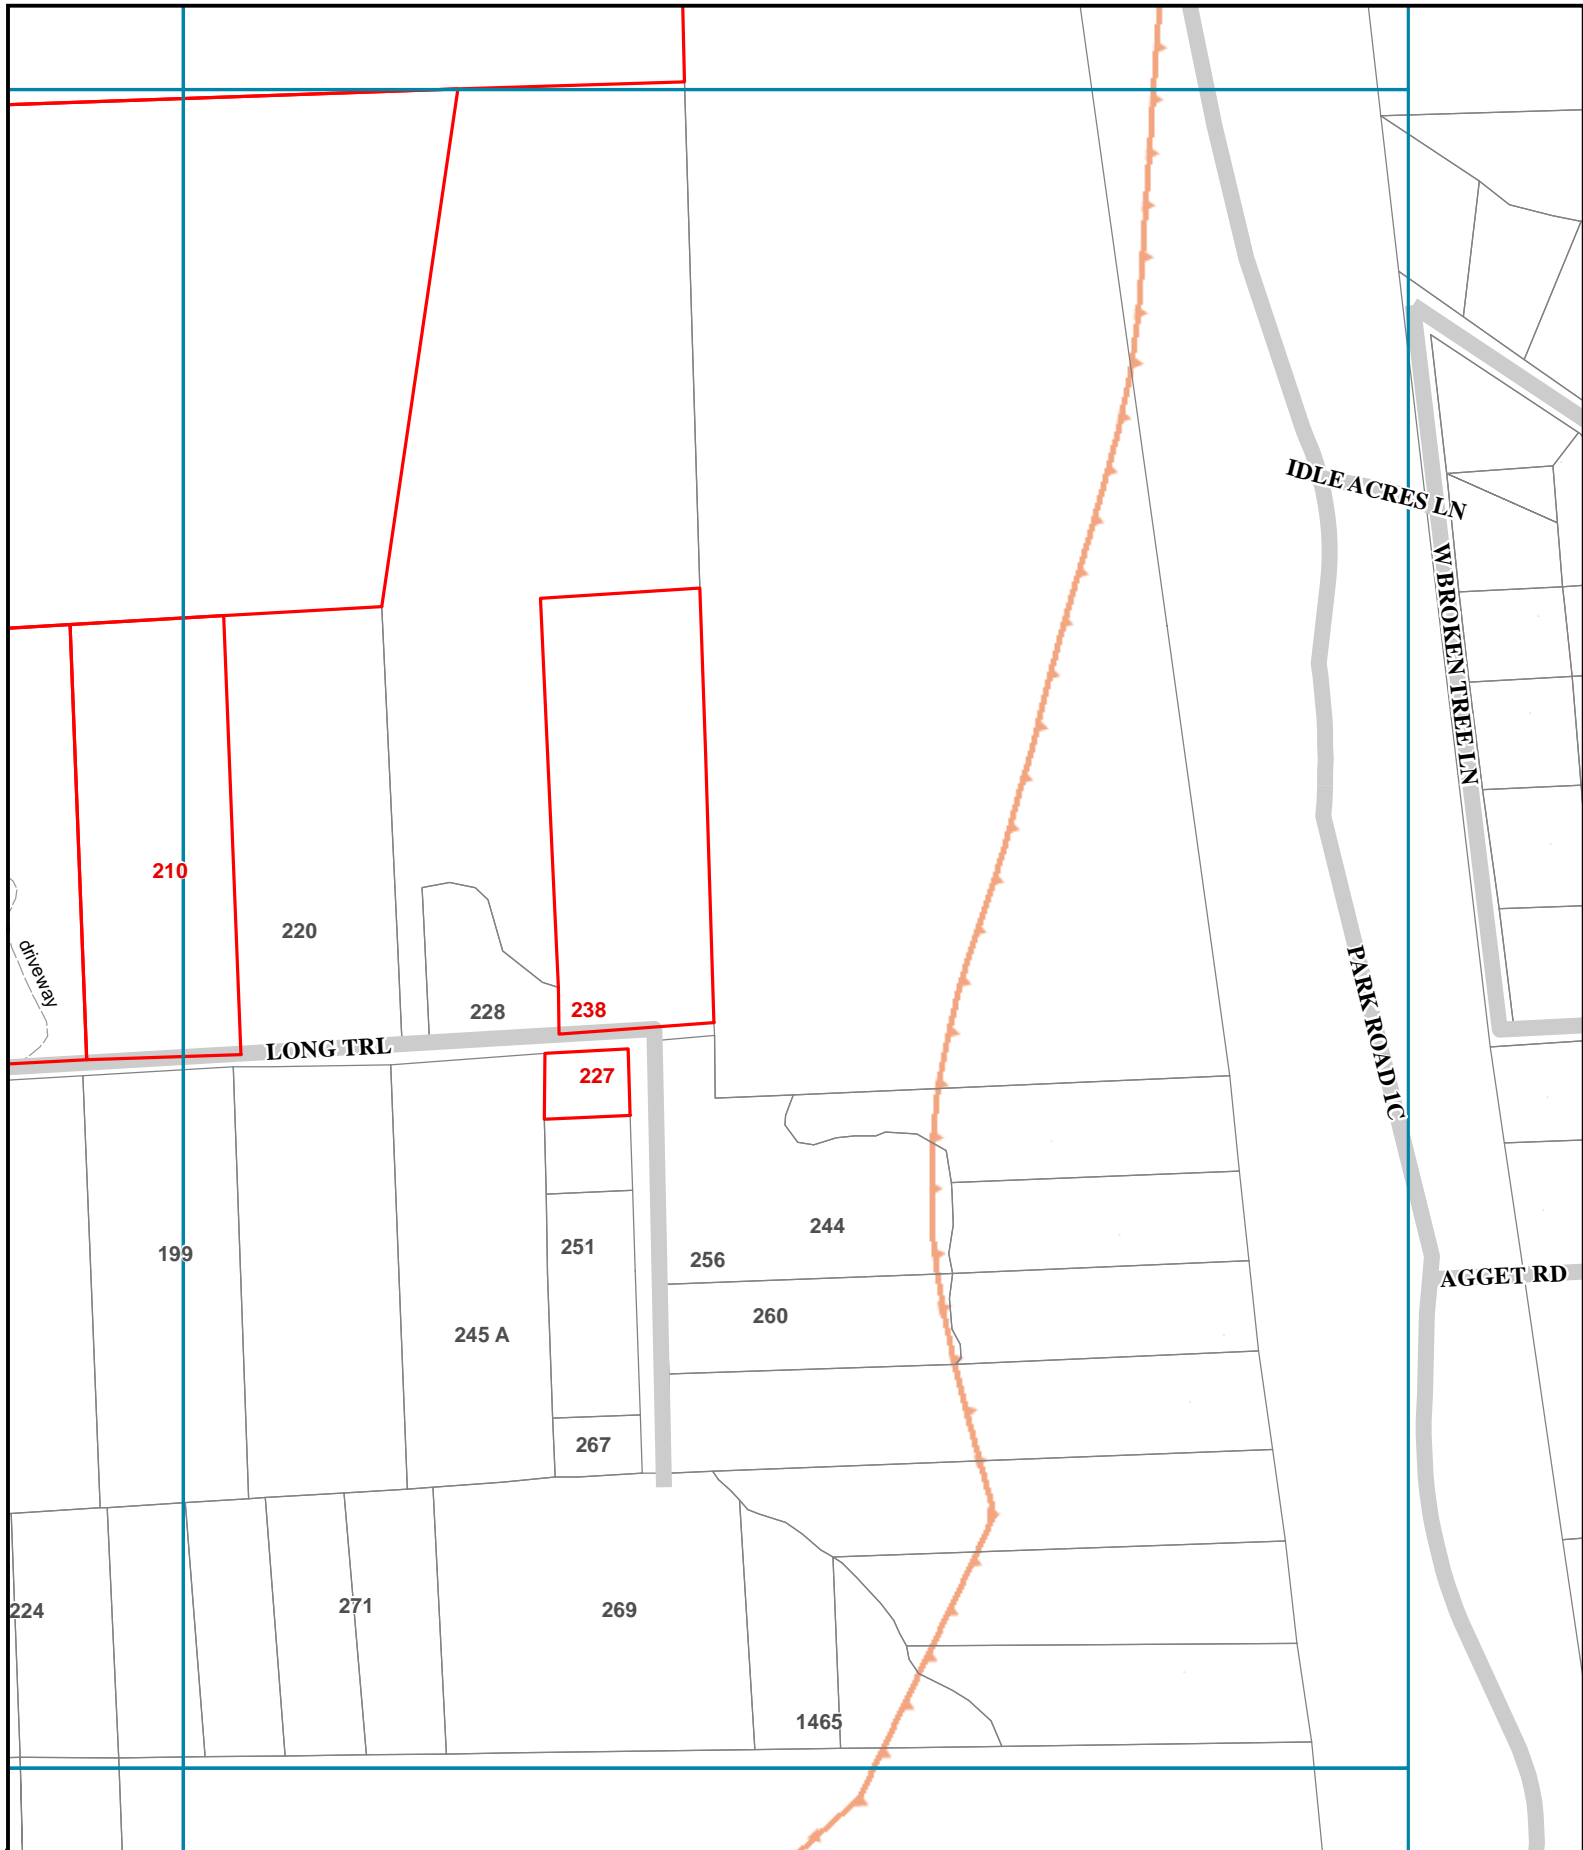 IDLE ACRES LN
W BROKEN TREE LN
210
220
driveway
228
238
PARK ROAD 1C
LONG TRL
227
244
199
251
256
AGGET RD
260
245 A
267
224
271
269
1465